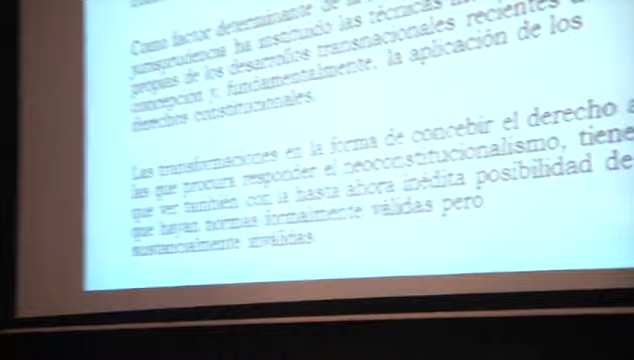 Como factor determinante de la
jurisprudencia ha instituido las técnicas
propias de los desarrollos transnacionales recientes a
concepción y, fundamentalmente, la aplicación de los
derechos constitucionales.
Las transformaciones en la forma de concebir el derecho a
las que procura responder el neoconstitucionalismo, tiene
que ver también con la hasta ahora inédita posibilidad de
que hayan normas formalmente válidas pero
sustancialmente inválidas.